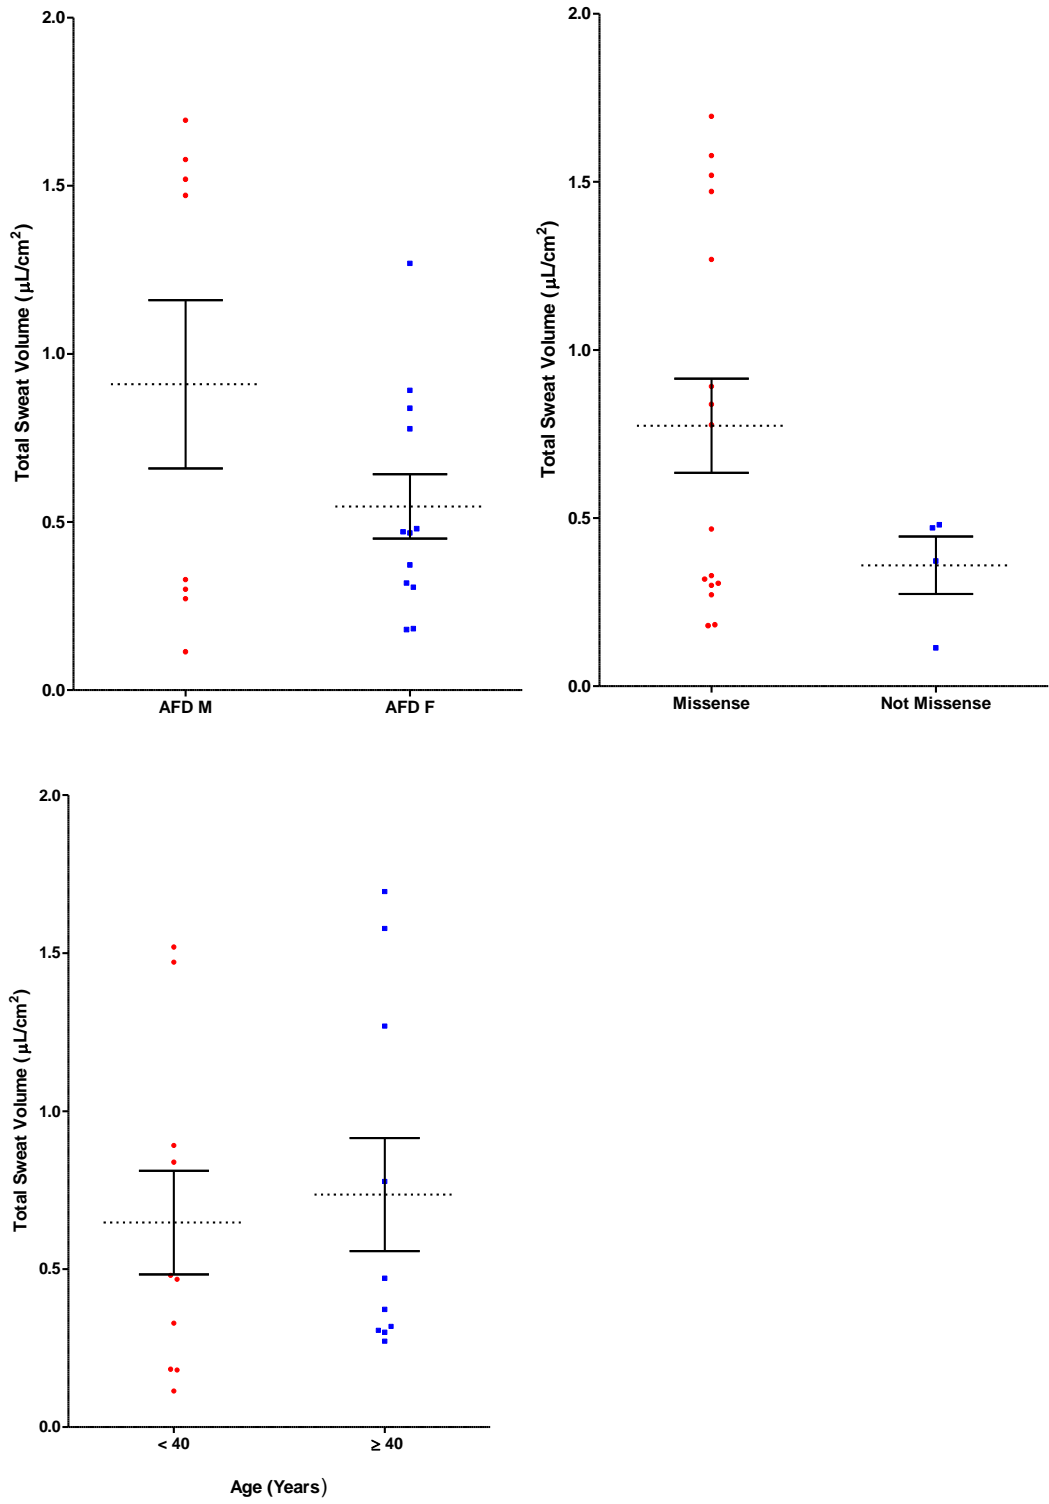 Total Sweat Volume (μL/cm²)
2.0
1.5
1.0
0.5
0.0
AFD M
AFD F
Total Sweat Volume (μL/cm²)
2.0
1.5
1.0
0.5
0.0
Missense
Not Missense
Total Sweat Volume (μL/cm²)
2.0
1.5
1.0
0.5
0.0
< 40
≥ 40
Age (Years)